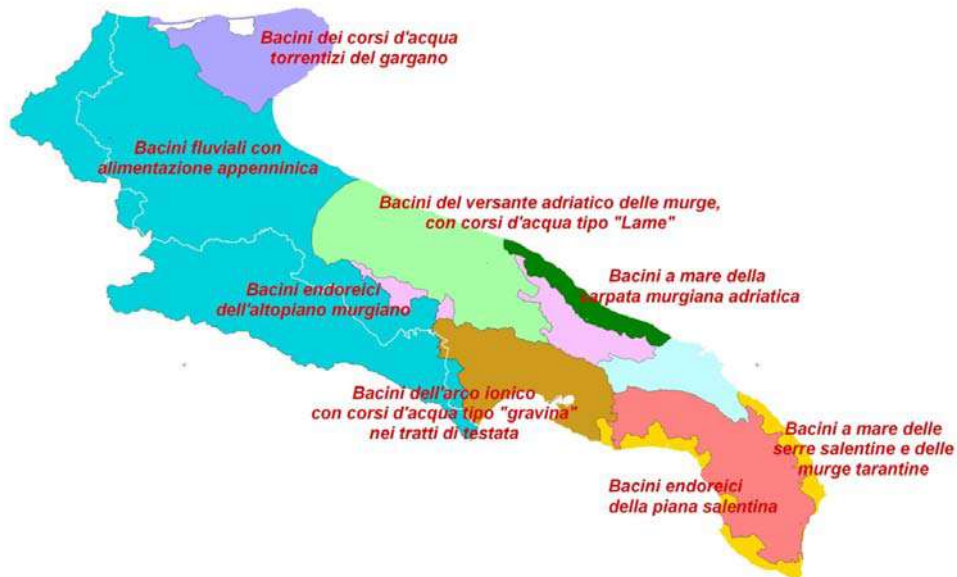 Bacini dei corsi d'acqua
torrentizi del gargano
Bacini fluviali con
alimentazione appenninica
Bacini del versante adriatico delle murge,
con corsi d'acqua tipo "Lame"
Bacini a mare della
scarpata murgiana adriatica
Bacini endoreici
dell'altopiano murgiano
Bacini dell'arco ionico
con corsi d'acqua tipo "gravina"
nei tratti di testata
Bacini a mare delle
serre salentine e delle
murge tarantine
Bacini endoreici
della piana salentina